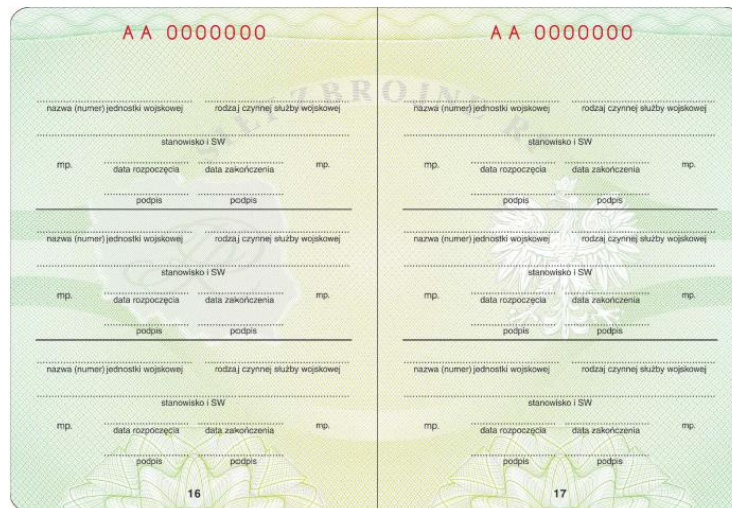 AA 0000000
nazwa (numer) jednostki wojskowej rodzaj czynnej służby wojskowej
stanowisko i SW
mp. data rozpoczęcia data zakończenia mp.
podpis podpis
nazwa (numer) jednostki wojskowej rodzaj czynnej służby wojskowej
stanowisko i SW
mp. data rozpoczęcia data zakończenia mp.
podpis podpis
nazwa (numer) jednostki wojskowej rodzaj czynnej służby wojskowej
stanowisko i SW
mp. data rozpoczęcia data zakończenia mp.
podpis podpis
16
SIŁY ZBROJNE RP
AA 0000000
nazwa (numer) jednostki wojskowej rodzaj czynnej służby wojskowej
stanowisko i SW
mp. data rozpoczęcia data zakończenia mp.
podpis podpis
nazwa (numer) jednostki wojskowej rodzaj czynnej służby wojskowej
stanowisko i SW
mp. data rozpoczęcia data zakończenia mp.
podpis podpis
nazwa (numer) jednostki wojskowej rodzaj czynnej służby wojskowej
stanowisko i SW
mp. data rozpoczęcia data zakończenia mp.
podpis podpis
17